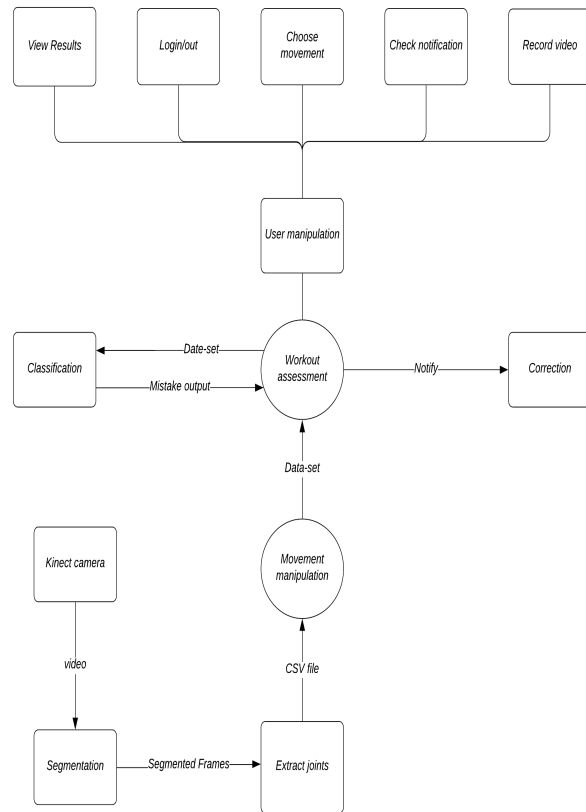 View Results
Login/out
Choose
movement
Check notification
Record video
User manipulation
Classification
Date-set
Mistake output
Workout
assessment
Notify
Correction
Data-set
Kinect camera
Movement
manipulation
video
CSV file
Segmentation
Segmented Frames
Extract joints